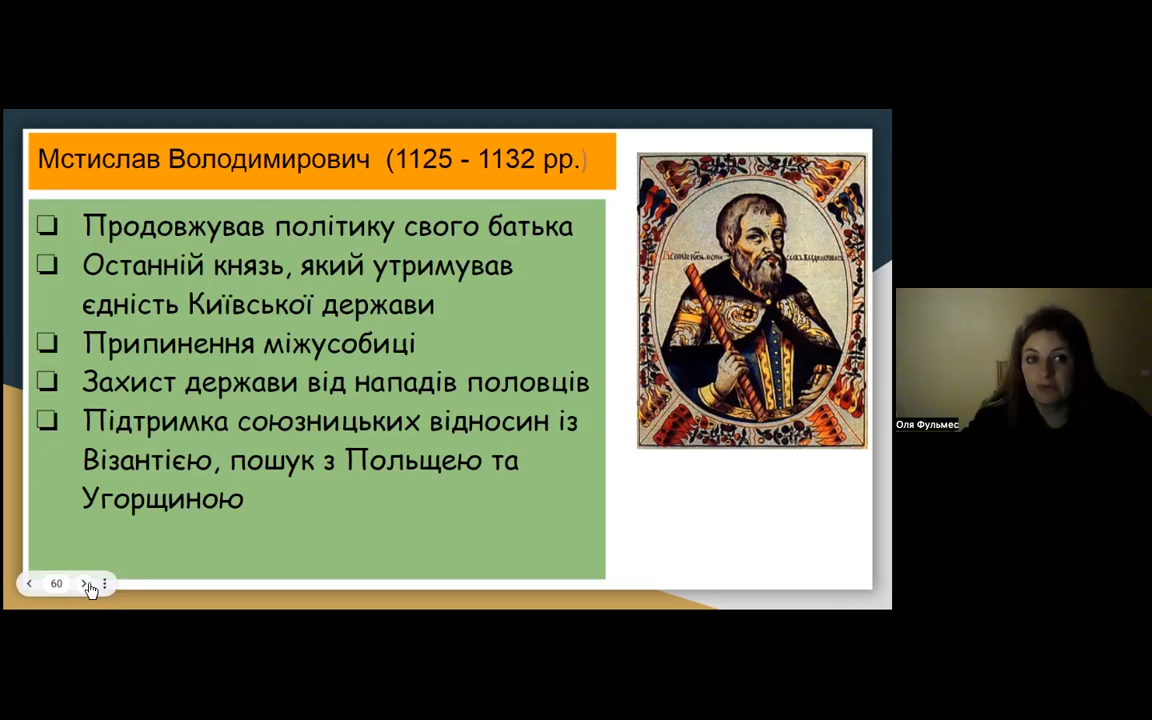 Мстислав Володимирович (1125 - 1132 рр.)
❏ Продовжував політику свого батька
❏ Останній князь, який утримував
єдність Київської держави
❏ Припинення міжусобиці
❏ Захист держави від нападів половців
❏ Підтримка союзницьких відносин із
Візантією, пошук з Польщею та
Угорщиною
60
Оля Фульмес